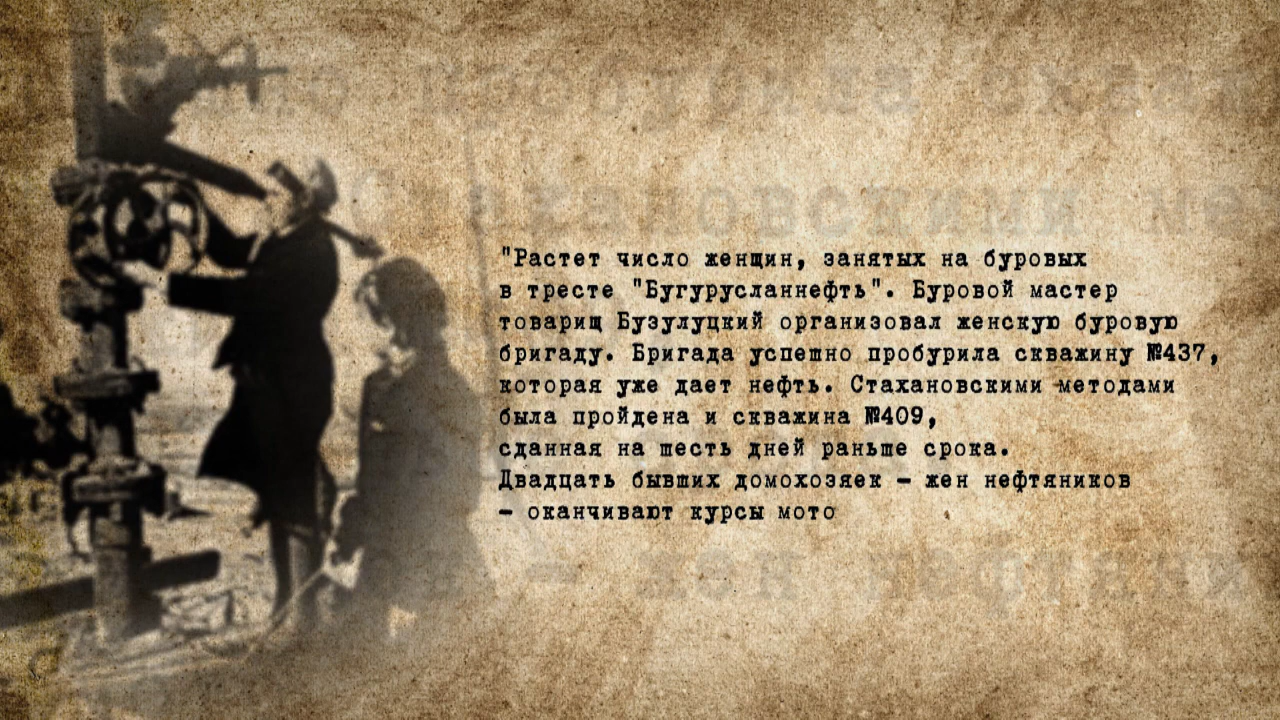 "Растет число женщин, занятых на буровых
в тресте "Бугурусланнефть". Буровой мастер
товарищ Бузулуцкий организовал женскую буровую
бригаду. Бригада успешно пробурила скважину №437,
которая уже дает нефть. Стахановскими методами
была пройдена и скважина №409,
сданная на шесть дней раньше срока.
Двадцать бывших домохозяек – жен нефтяников
– оканчивают курсы мото